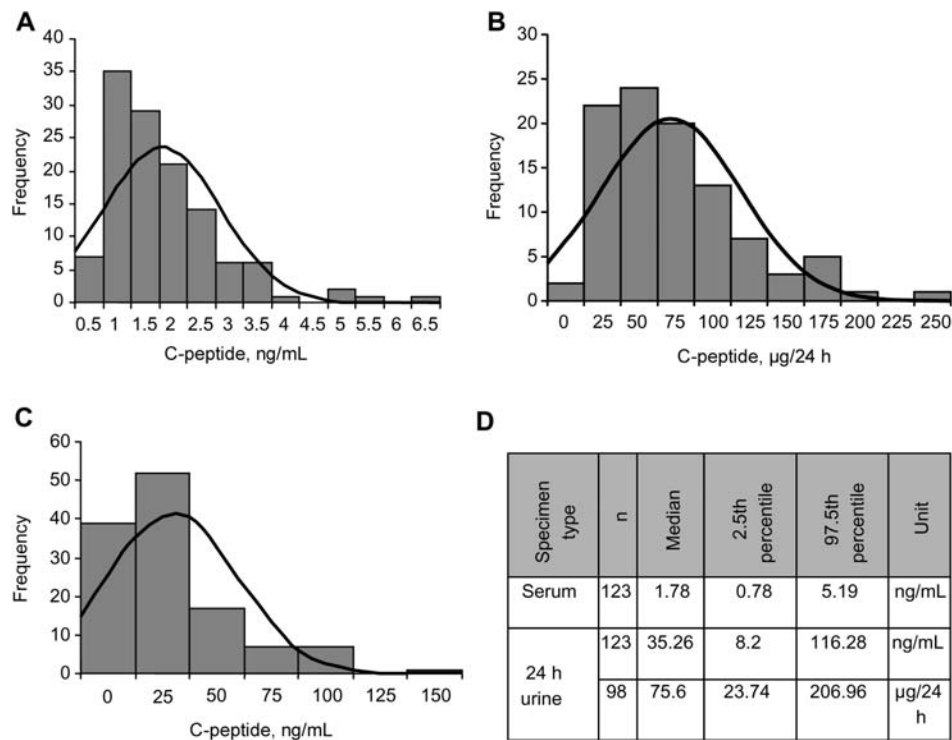 A
40
35
30
25
20
15
10
5
0
Frequency
0.5 1 1.5 2 2.5 3 3.5 4 4.5 5 5.5 6 6.5
C-peptide, ng/mL
B
30
25
20
15
10
5
0
Frequency
0 25 50 75 100 125 150 175 200 225 250
C-peptide, µg/24 h
C
60
50
40
30
20
10
0
Frequency
0 25 50 75 100 125 150
C-peptide, ng/mL
D
Specimen
type
n
Median
2.5th
percentile
97.5th
percentile
Unit
Serum 123 1.78 0.78 5.19 ng/mL
24 h
urine
123 35.26 8.2 116.28 ng/mL
98 75.6 23.74 206.96 µg/24
h